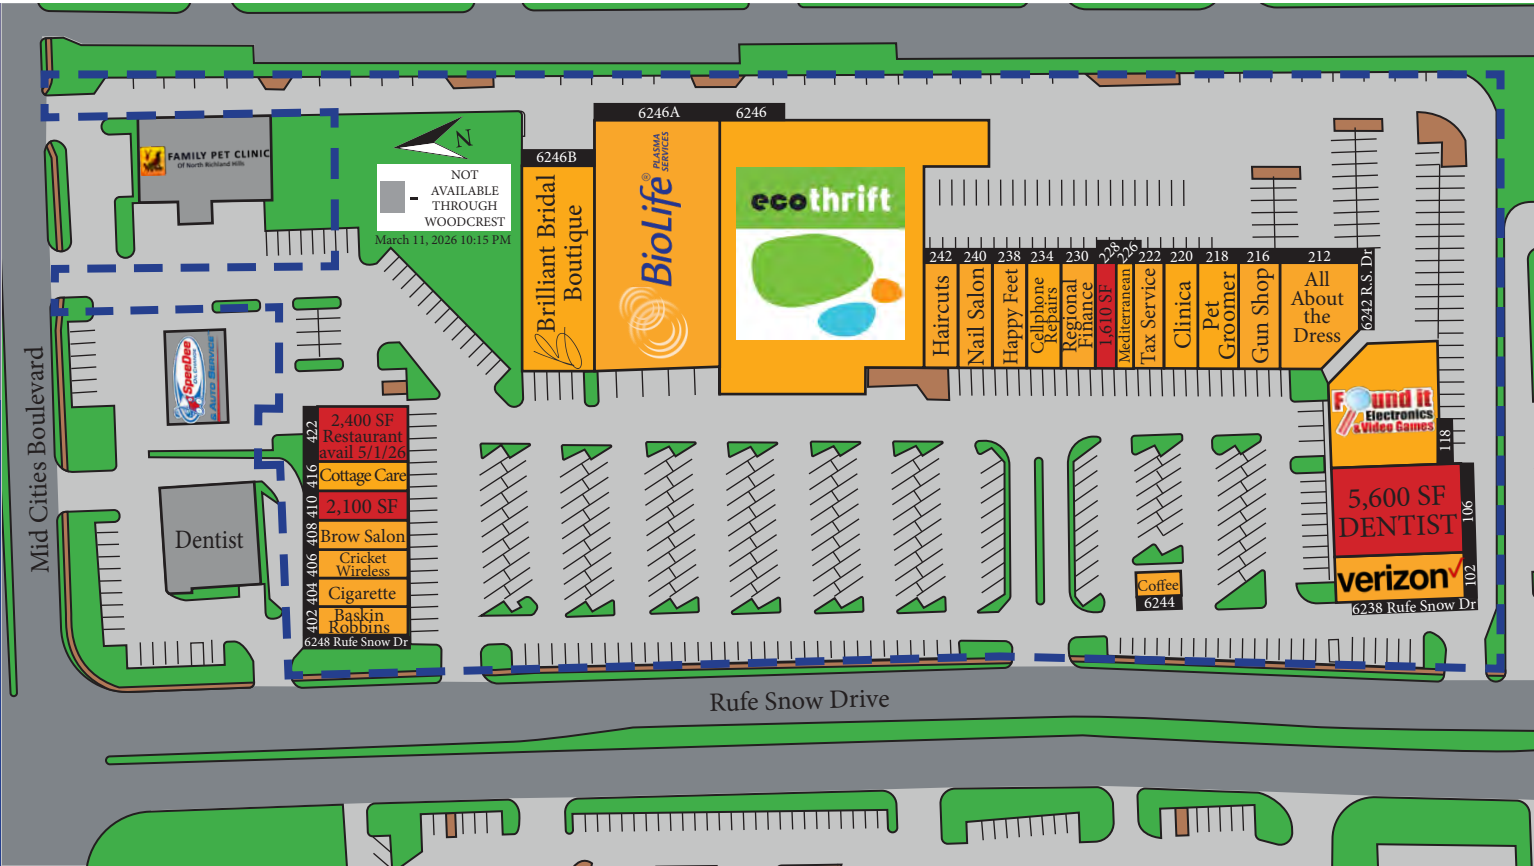 6246A
6246
6246B
FAMILY PET CLINIC
Of North Richland Hills
N
NOT
AVAILABLE
THROUGH
WOODCREST
-
March 11, 2026 10:15 PM
Brilliant Bridal
Boutique
BioLife®
PLASMA
SERVICES
ecothrift
242
240
238
234
230
228
226
222
220
218
216
212
Haircuts
Nail Salon
Happy Feet
Cellphone
Repairs
Regional
Finance
1,610 SF
Mediterranean
Tax Service
Clinica
Pet
Groomer
Gun Shop
All
About
the
Dress
6242 R.S. Dr
Found it
Electronics
& Video Games
118
5,600 SF
DENTIST
106
verizon
102
6238 Rufe Snow Dr
Coffee
6244
SpeeDee
OIL CHANGE
& AUTO SERVICE
Mid Cities Boulevard
Dentist
422
2,400 SF
Restaurant
avail 5/1/26
416
Cottage Care
410
2,100 SF
408
Brow Salon
406
Cricket
Wireless
404
Cigarette
402
Baskin
Robbins
6248 Rufe Snow Dr
Rufe Snow Drive